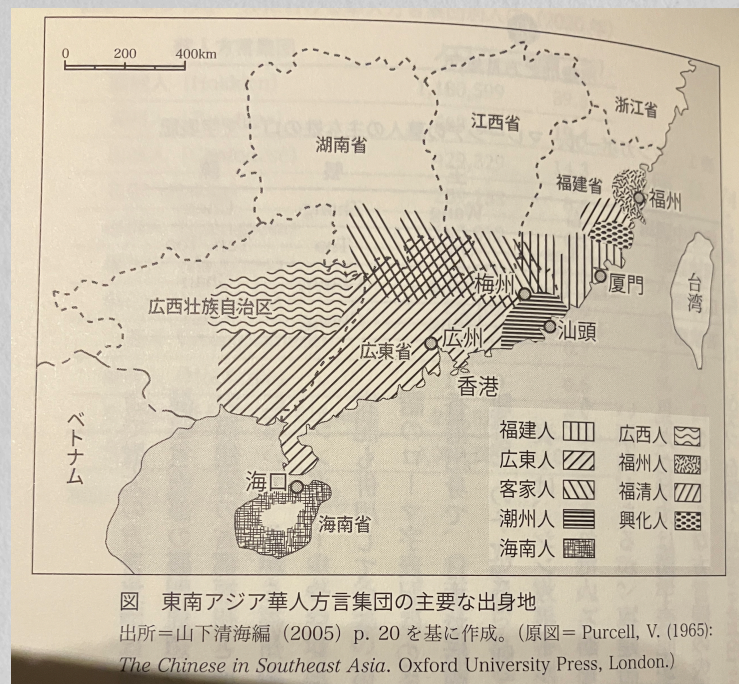 0 200 400km
浙江省
江西省
湖南省
福建省
福州
台湾
厦門
梅州
広西壮族自治区
汕頭
広州
広東省
香港
ベトナム
海口
海南省
福建人
広東人
客家人
潮州人
海南人
広西人
福州人
福清人
興化人
図 東南アジア華人方言集団の主要な出身地
出所＝山下清海編（2005）p. 20 を基に作成。（原図＝ Purcell, V. (1965):
The Chinese in Southeast Asia. Oxford University Press, London.）